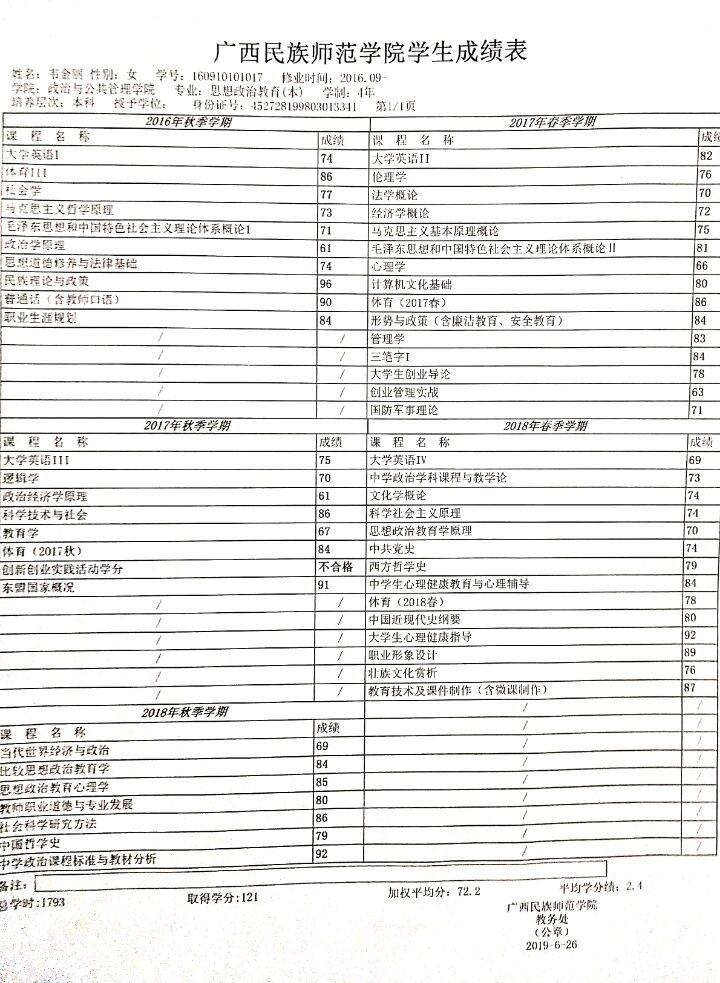 广西民族师范学院学生成绩表
姓名：韦金丽 性别：女 学号：160910101017 修业时间：2016.09-
学院：政治与公共管理学院 专业：思想政治教育(本) 学制：4年
培养层次：本科 授予学位： 身份证号：452728199803013341 第1/1页
2016年秋季学期
课 程 名 称 成绩
大学英语I 74
体育III 86
社会学 77
马克思主义哲学原理 73
毛泽东思想和中国特色社会主义理论体系概论I 71
政治学原理 61
思想道德修养与法律基础 74
民族理论与政策 96
普通话（含教师口语） 90
职业生涯规划 84
/ /
/ /
/ /
/ /
/ /
2017年春季学期
课 程 名 称 成绩
大学英语II 82
伦理学 76
法学概论 70
经济学概论 72
马克思主义基本原理概论 75
毛泽东思想和中国特色社会主义理论体系概论Ⅱ 81
心理学 66
计算机文化基础 80
体育（2017春） 86
形势与政策（含廉洁教育、安全教育） 84
管理学 83
三笔字I 84
大学生创业导论 78
创业管理实战 63
国防军事理论 71
2017年秋季学期
课 程 名 称 成绩
大学英语III 75
逻辑学 70
政治经济学原理 61
科学技术与社会 86
教育学 67
体育（2017秋） 84
创新创业实践活动学分 不合格
东盟国家概况 91
/ /
/ /
/ /
/ /
/ /
/ /
2018年春季学期
课 程 名 称 成绩
大学英语IV 69
中学政治学科课程与教学论 73
文化学概论 74
科学社会主义原理 74
思想政治教育学原理 70
中共党史 74
西方哲学史 79
中学生心理健康教育与心理辅导 84
体育（2018春） 78
中国近现代史纲要 80
大学生心理健康指导 92
职业形象设计 89
壮族文化赏析 76
教育技术及课件制作（含微课制作） 87
/ /
/ /
/ /
/ /
/ /
/ /
/ /
/ /
/ /
2018年秋季学期
课 程 名 称 成绩
当代世界经济与政治 69
比较思想政治教育学 84
思想政治教育心理学 85
教师职业道德与专业发展 80
社会科学研究方法 86
中国哲学史 79
中学政治课程标准与教材分析 92
备注：
总学时:1793 取得学分:121 加权平均分：72.2 平均学分绩：2.4
广西民族师范学院
教务处
（公章）
2019-6-26